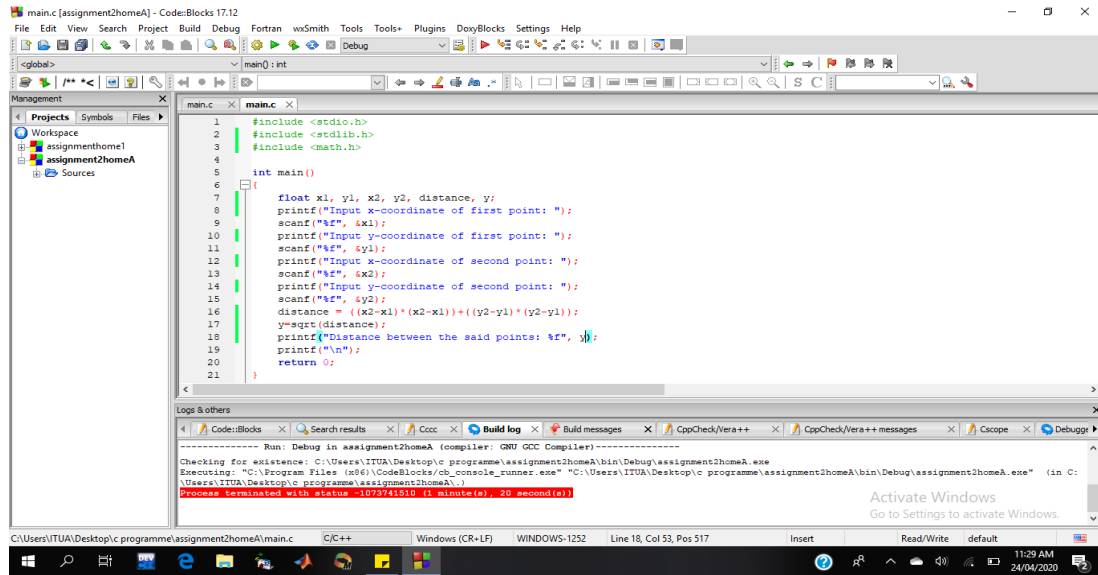 main.c [assignment2homeA] - Code::Blocks 17.12
File Edit View Search Project Build Debug Fortran wxSmith Tools Tools+ Plugins DoxyBlocks Settings Help
Debug
<global> main() : int
/** *< .* S C
Management
Projects Symbols Files
Workspace
assignmenthome1
assignment2homeA
Sources
main.c main.c
1 #include <stdio.h>
2 #include <stdlib.h>
3 #include <math.h>
4
5 int main()
6 {
7 float x1, y1, x2, y2, distance, y;
8 printf("Input x-coordinate of first point: ");
9 scanf("%f", &x1);
10 printf("Input y-coordinate of first point: ");
11 scanf("%f", &y1);
12 printf("Input x-coordinate of second point: ");
13 scanf("%f", &x2);
14 printf("Input y-coordinate of second point: ");
15 scanf("%f", &y2);
16 distance = ((x2-x1)*(x2-x1))+((y2-y1)*(y2-y1));
17 y=sqrt(distance);
18 printf("Distance between the said points: %f", y);
19 printf("\n");
20 return 0;
21 }
Logs & others
Code::Blocks Search results Cccc Build log Build messages CppCheck/Vera++ CppCheck/Vera++ messages Cscope Debugge
-------------- Run: Debug in assignment2homeA (compiler: GNU GCC Compiler)---------------
Checking for existence: C:\Users\ITUA\Desktop\c programme\assignment2homeA\bin\Debug\assignment2homeA.exe
Executing: "C:\Program Files (x86)\CodeBlocks/cb_console_runner.exe" "C:\Users\ITUA\Desktop\c programme\assignment2homeA\bin\Debug\assignment2homeA.exe" (in C:
\Users\ITUA\Desktop\c programme\assignment2homeA\.)
Process terminated with status -1073741510 (1 minute(s), 20 second(s))
Activate Windows
Go to Settings to activate Windows.
C:\Users\ITUA\Desktop\c programme\assignment2homeA\main.c C/C++ Windows (CR+LF) WINDOWS-1252 Line 18, Col 53, Pos 517 Insert Read/Write default
DEV
11:29 AM
24/04/2020
2